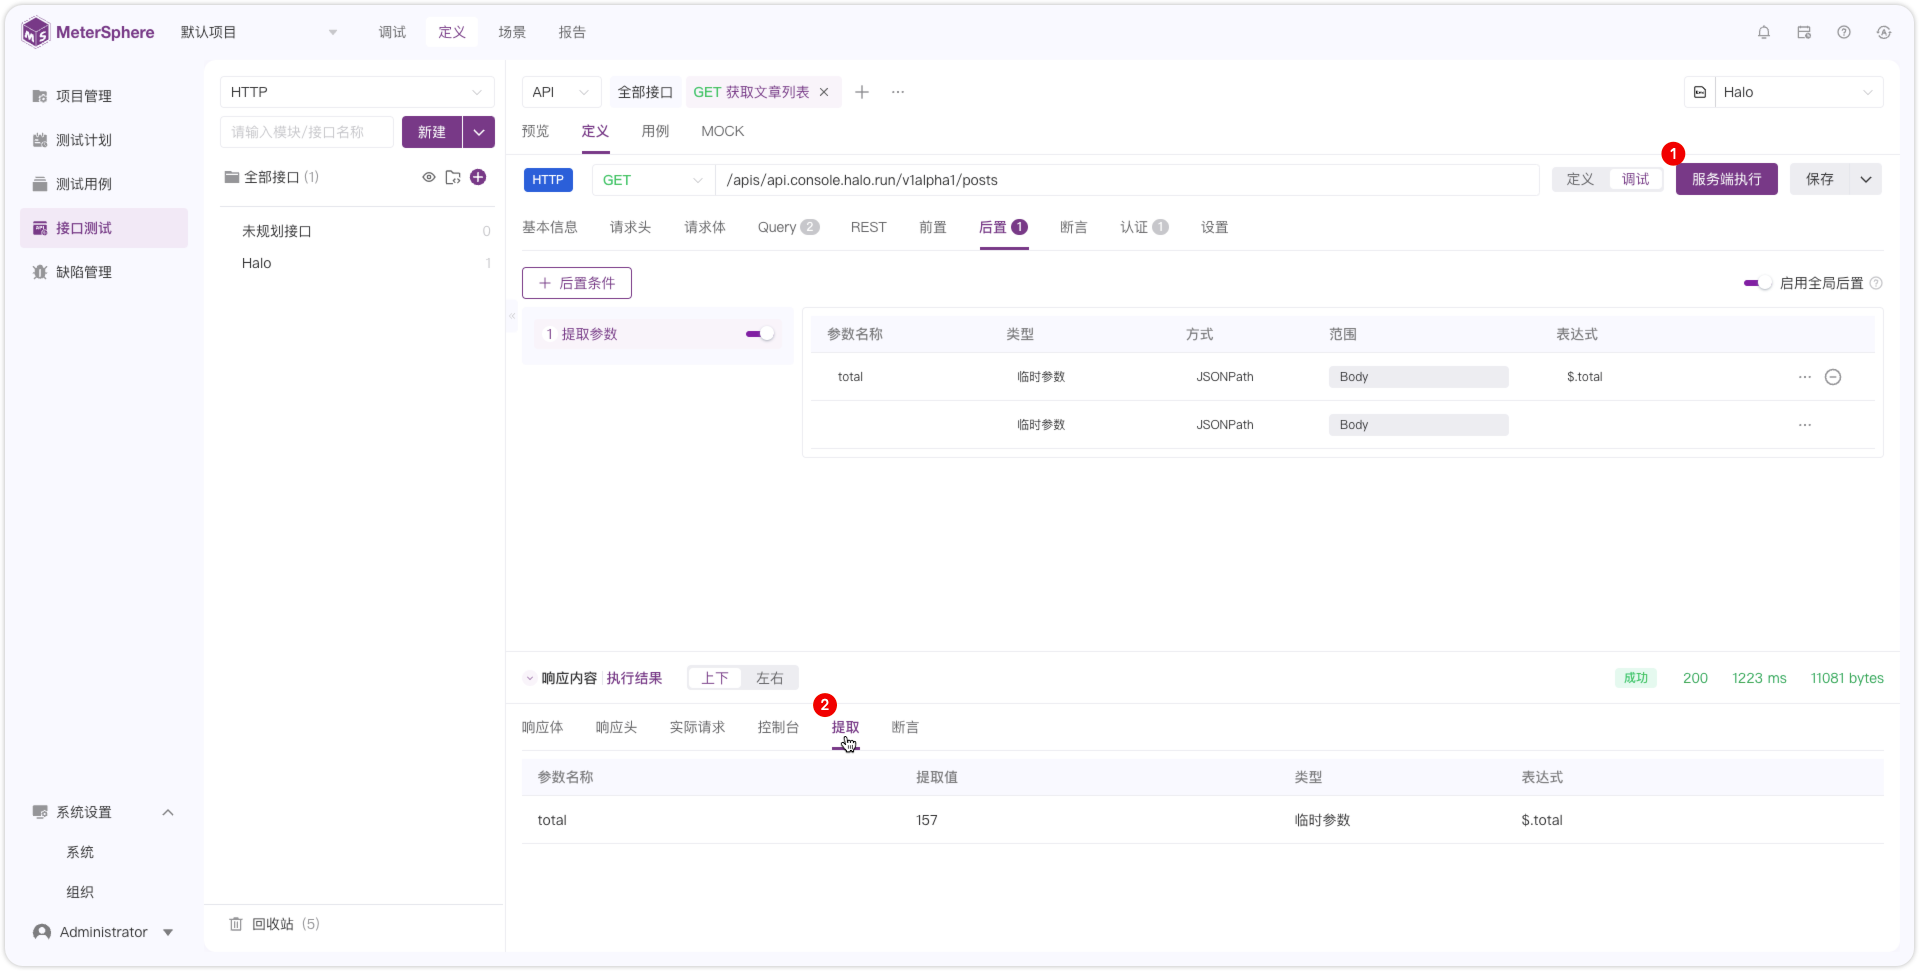 MeterSphere 默认项目 调试 定义 场景 报告
项目管理
测试计划
测试用例
接口测试
缺陷管理
系统设置
系统
组织
Administrator
HTTP
请输入模块/接口名称 新建
全部接口 (1)
未规划接口 0
Halo 1
回收站 (5)
API 全部接口 GET 获取文章列表 Halo
预览 定义 用例 MOCK
1
HTTP GET /apis/api.console.halo.run/v1alpha1/posts 定义 调试 服务端执行 保存
基本信息 请求头 请求体 Query 2 REST 前置 后置 1 断言 认证 1 设置
后置条件 启用全局后置
1 提取参数
参数名称 类型 方式 范围 表达式
total 临时参数 JSONPath Body $.total
临时参数 JSONPath Body
响应内容 执行结果 上下 左右 成功 200 1223 ms 11081 bytes
2
响应体 响应头 实际请求 控制台 提取 断言
参数名称 提取值 类型 表达式
total 157 临时参数 $.total